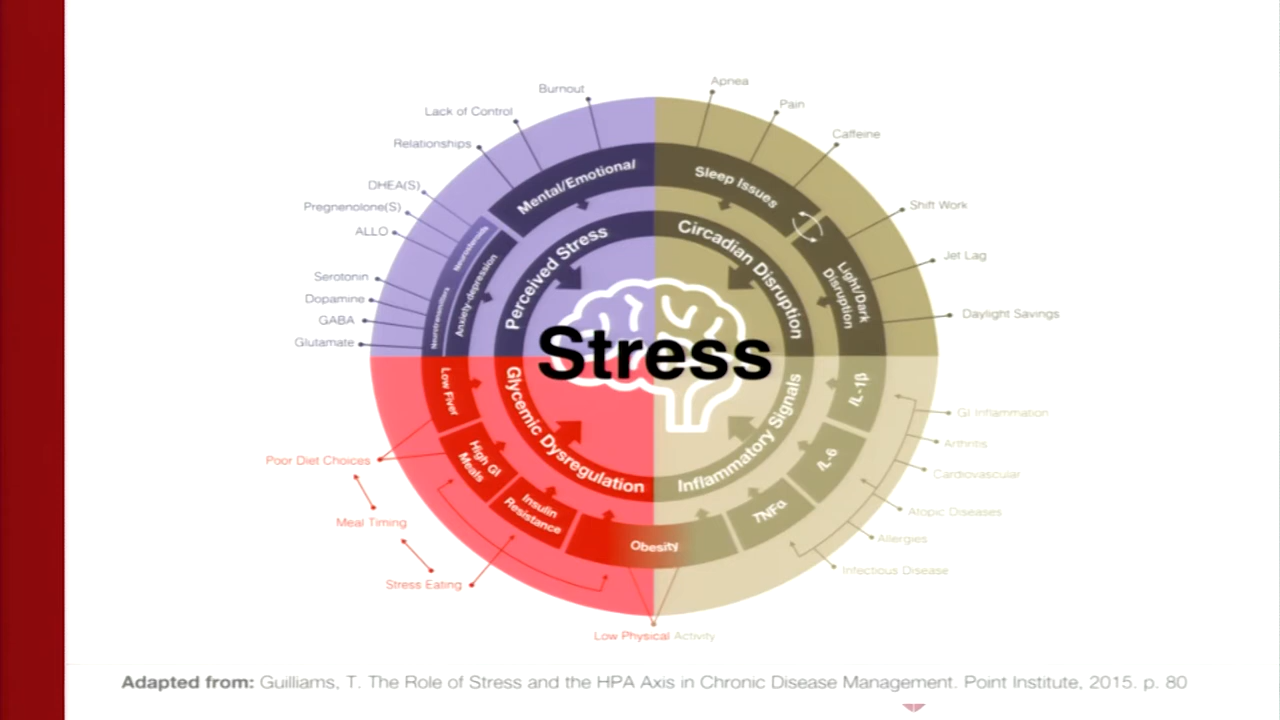 Apnea
Burnout
Pain
Lack of Control
Caffeine
Relationships
Mental/Emotional
Sleep Issues
DHEA(S)
Pregnenolone(S)
Shift Work
ALLO
Neurosteroids
Perceived Stress
Circadian Disruption
Anxiety-depression
Jet Lag
Light/Dark
Disruption
Serotonin
Dopamine
Neurotransmitters
Daylight Savings
GABA
Glutamate
Stress
Low Fiver
Glycemic Dysregulation
Inflammatory Signals
IL-1β
GI Inflammation
Arthritis
High GI
Meals
IL-6
Poor Diet Choices
Cardiovascular
Insulin
Resistance
TNFα
Atopic Diseases
Meal Timing
Obesity
Allergies
Infectious Disease
Stress Eating
Low Physical Activity
Adapted from: Guilliams, T. The Role of Stress and the HPA Axis in Chronic Disease Management. Point Institute, 2015. p. 80